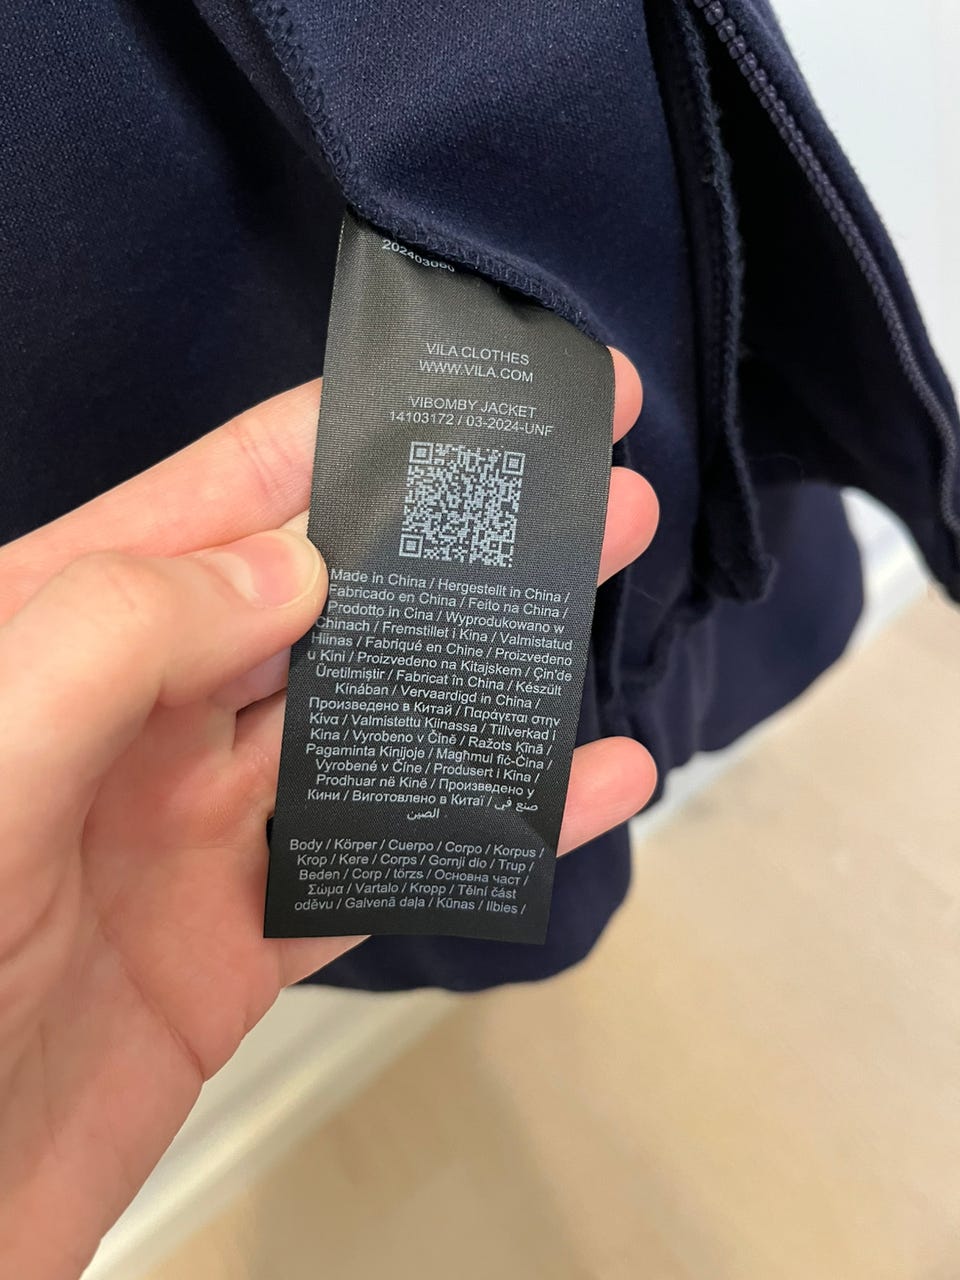 VILA CLOTHES
WWW.VILA.COM
VIBOMBY JACKET
14103172 / 03-2024-UNF
Made in China / Hergestellt in China /
Fabricado en China / Feito na China /
Prodotto in Cina / Wyprodukowano w
Chinach / Fremstillet i Kina / Valmistatud
Hiinas / Fabriqué en Chine / Proizvedeno
u Kini / Proizvedeno na Kitajskem / Çin'de
Üretilmiştir / Fabricat în China / Készült
Kínában / Vervaardigd in China /
Произведено в Китай / Παράγεται στην
Κίνα / Valmistettu Kiinassa / Tillverkad i
Kina / Vyrobeno v Číně / Ražots Ķīnā /
Pagaminta Kinijoje / Magħmul fiċ-Ċina /
Vyrobené v Číne / Produsert i Kina /
Prodhuar në Kinë / Произведено у
Кини / Виготовлено в Китаї / صنع في
الصين
Body / Körper / Cuerpo / Corpo / Korpus /
Krop / Kere / Corps / Gornji dio / Trup /
Beden / Corp / törzs / Основна част /
Σώμα / Vartalo / Kropp / Tělní část
oděvu / Galvenā daļa / Kūnas / Ilbies /